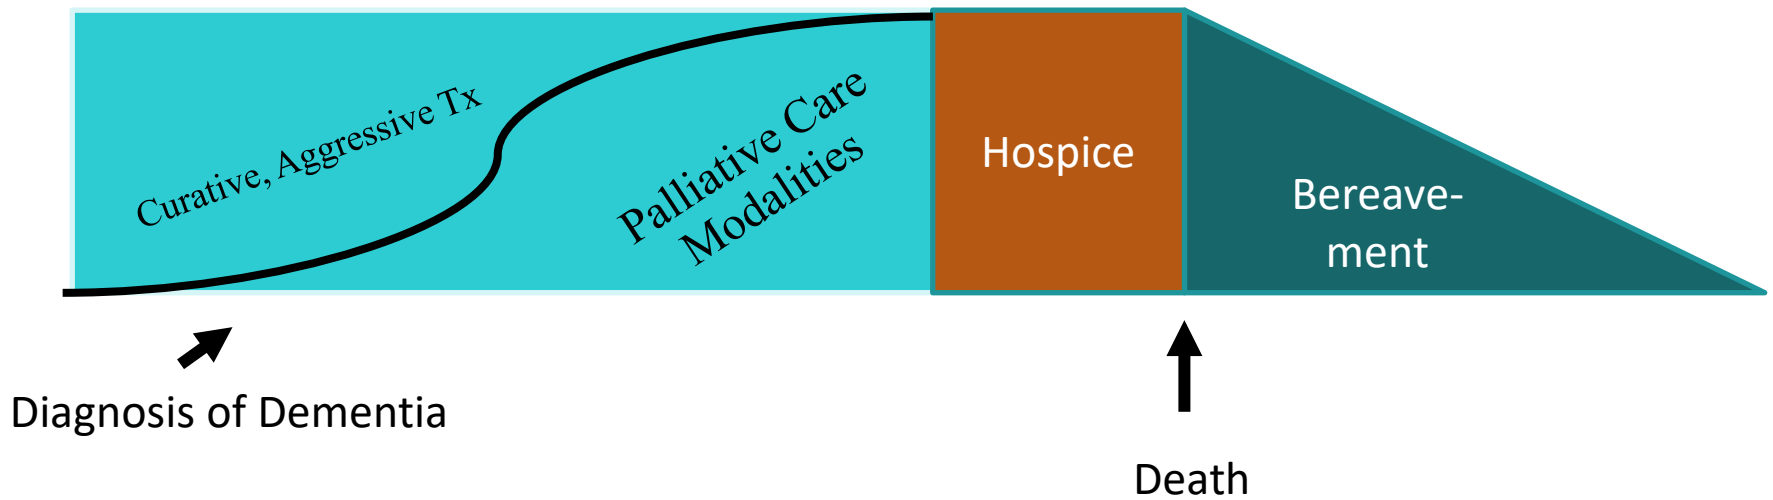 Curative, Aggressive Tx
Palliative Care
Modalities
Hospice
Bereave-
ment
Diagnosis of Dementia
Death